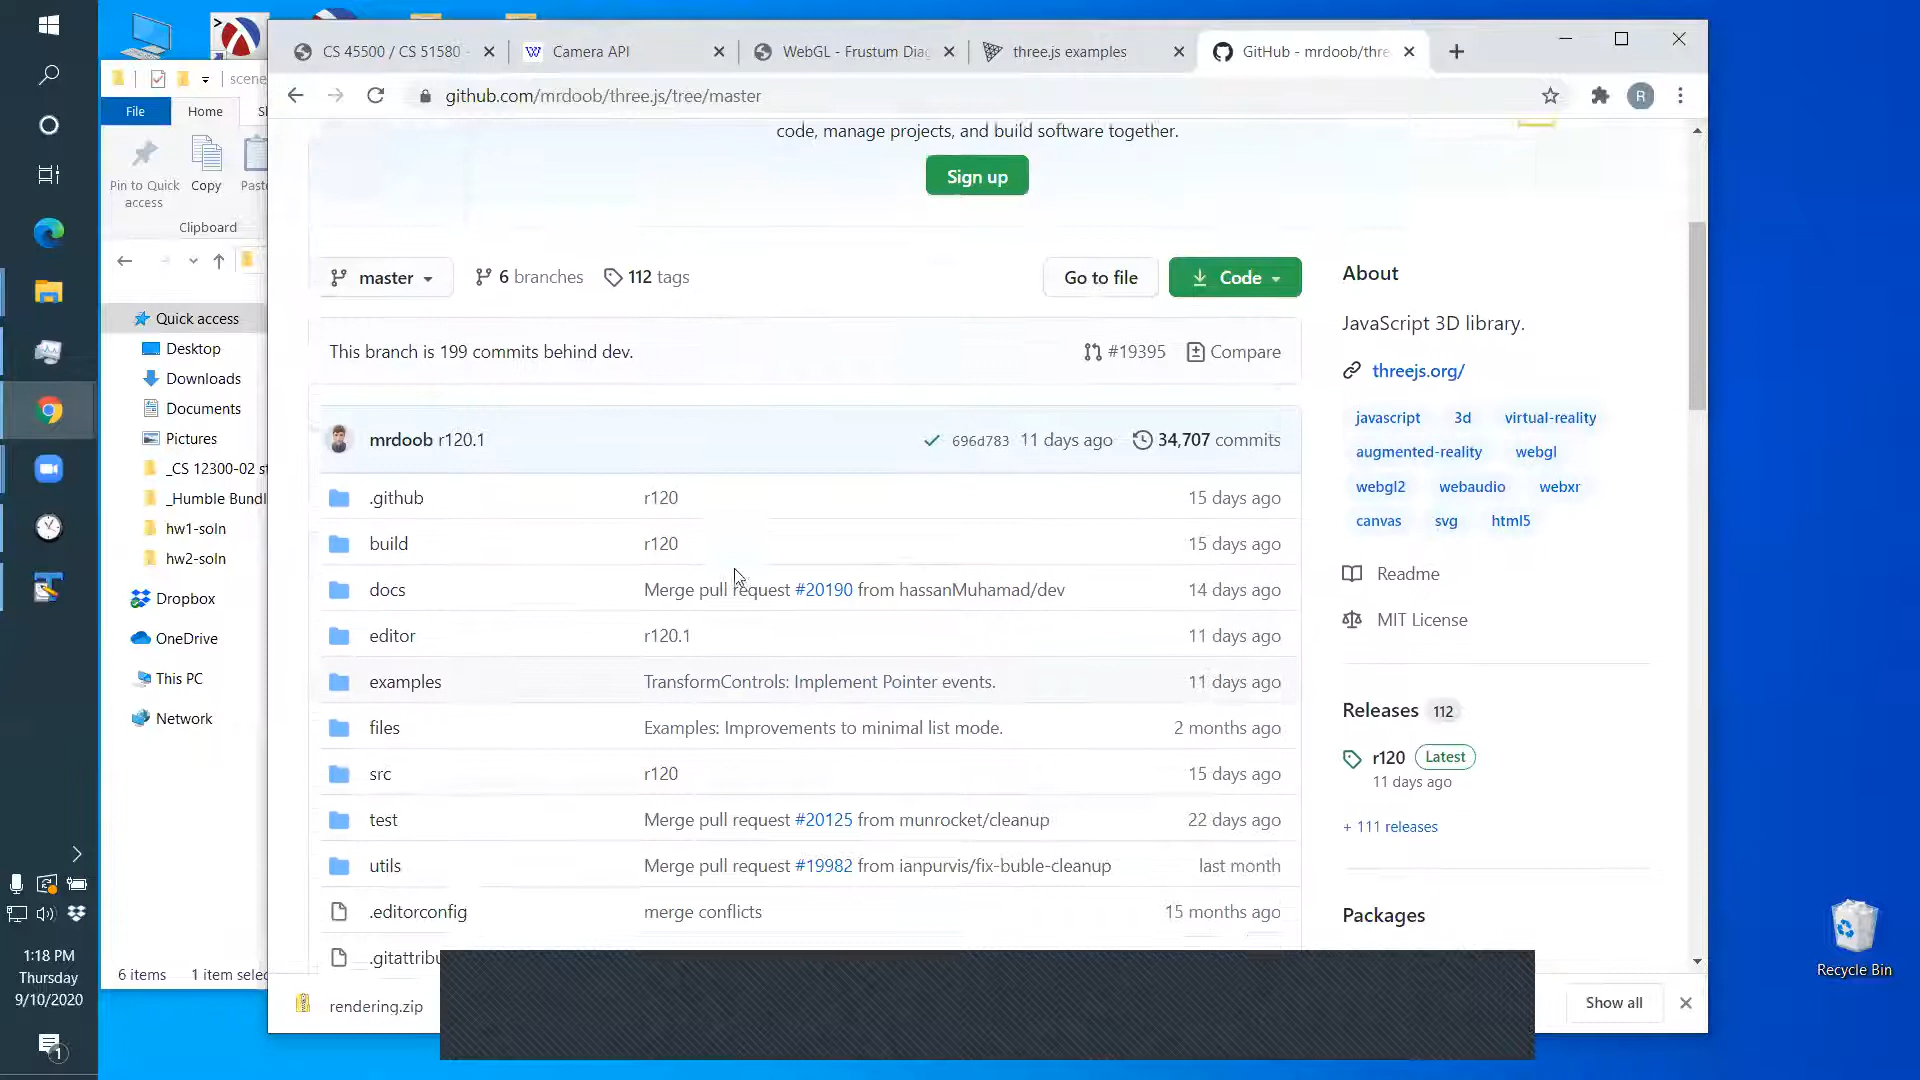 CS 45500 / CS 51580
Camera API
WebGL - Frustum Diag
three.js examples
GitHub - mrdoob/thre
scene
github.com/mrdoob/three.js/tree/master
R
File
Home
code, manage projects, and build software together.
Sign up
Pin to Quick access
Copy
Paste
Clipboard
master
6 branches
112 tags
Go to file
Code
About
JavaScript 3D library.
This branch is 199 commits behind dev.
#19395
Compare
threejs.org/
javascript
3d
virtual-reality
augmented-reality
webgl
webgl2
webaudio
webxr
canvas
svg
html5
Readme
MIT License
mrdoob r120.1
696d783
11 days ago
34,707 commits
.github
r120
15 days ago
build
r120
15 days ago
docs
Merge pull request #20190 from hassanMuhamad/dev
14 days ago
editor
r120.1
11 days ago
examples
TransformControls: Implement Pointer events.
11 days ago
files
Examples: Improvements to minimal list mode.
2 months ago
src
r120
15 days ago
test
Merge pull request #20125 from munrocket/cleanup
22 days ago
utils
Merge pull request #19982 from ianpurvis/fix-buble-cleanup
last month
.editorconfig
merge conflicts
15 months ago
.gitattribu
Releases 112
r120
Latest
11 days ago
+ 111 releases
Packages
Quick access
Desktop
Downloads
Documents
Pictures
_CS 12300-02 st
_Humble Bundl
hw1-soln
hw2-soln
Dropbox
OneDrive
This PC
Network
6 items
1 item selec
rendering.zip
Show all
Recycle Bin
1:18 PM
Thursday
9/10/2020
1